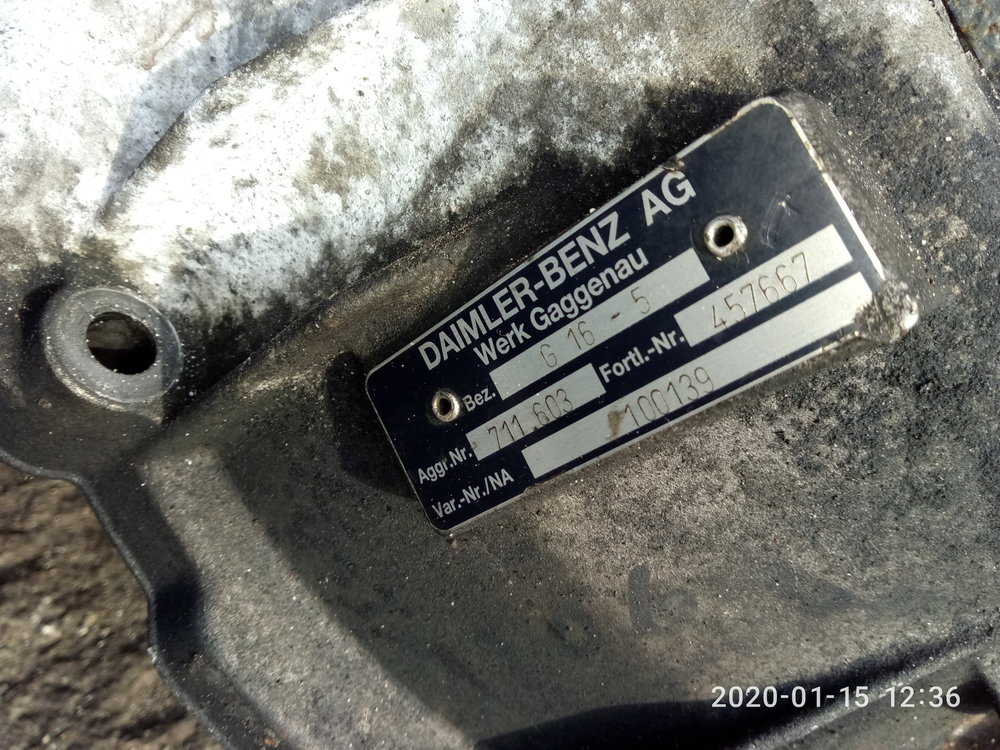 DAIMLER-BENZ AG
Werk Gaggenau
Bez. G 16 - 5
Aggr.Nr. 711.603 Fortl.-Nr. 457667
Var.-Nr./NA 100139
2020-01-15 12:36